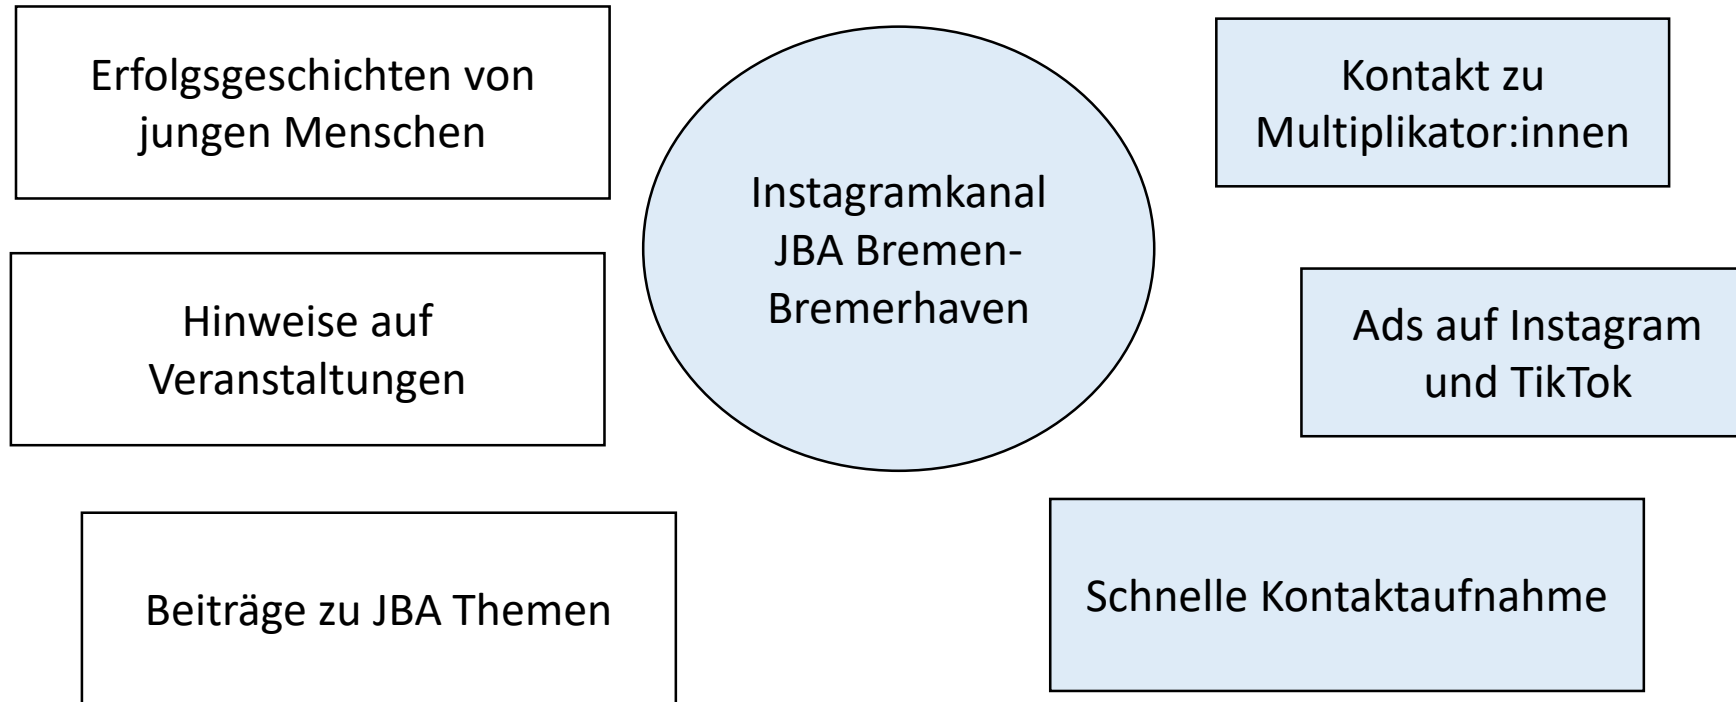 Erfolgsgeschichten von
jungen Menschen
Hinweise auf
Veranstaltungen
Beiträge zu JBA Themen
Instagramkanal
JBA Bremen-
Bremerhaven
Kontakt zu
Multiplikator:innen
Ads auf Instagram
und TikTok
Schnelle Kontaktaufnahme